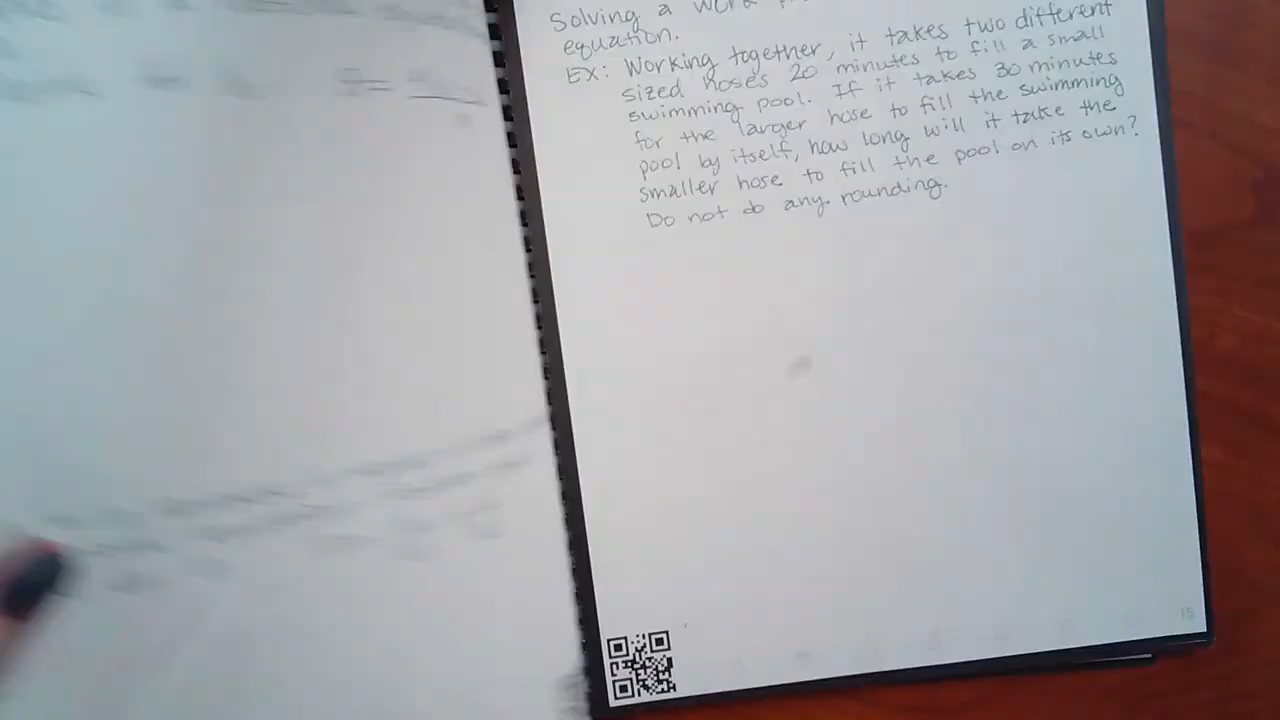 Solving a
equation.
EX: Working together, it takes two different
sized hoses 20 minutes to fill a small
swimming pool. If it takes 30 minutes
for the larger hose to fill the swimming
pool by itself, how long will it take the
smaller hose to fill the pool on its own?
Do not do any rounding.
15